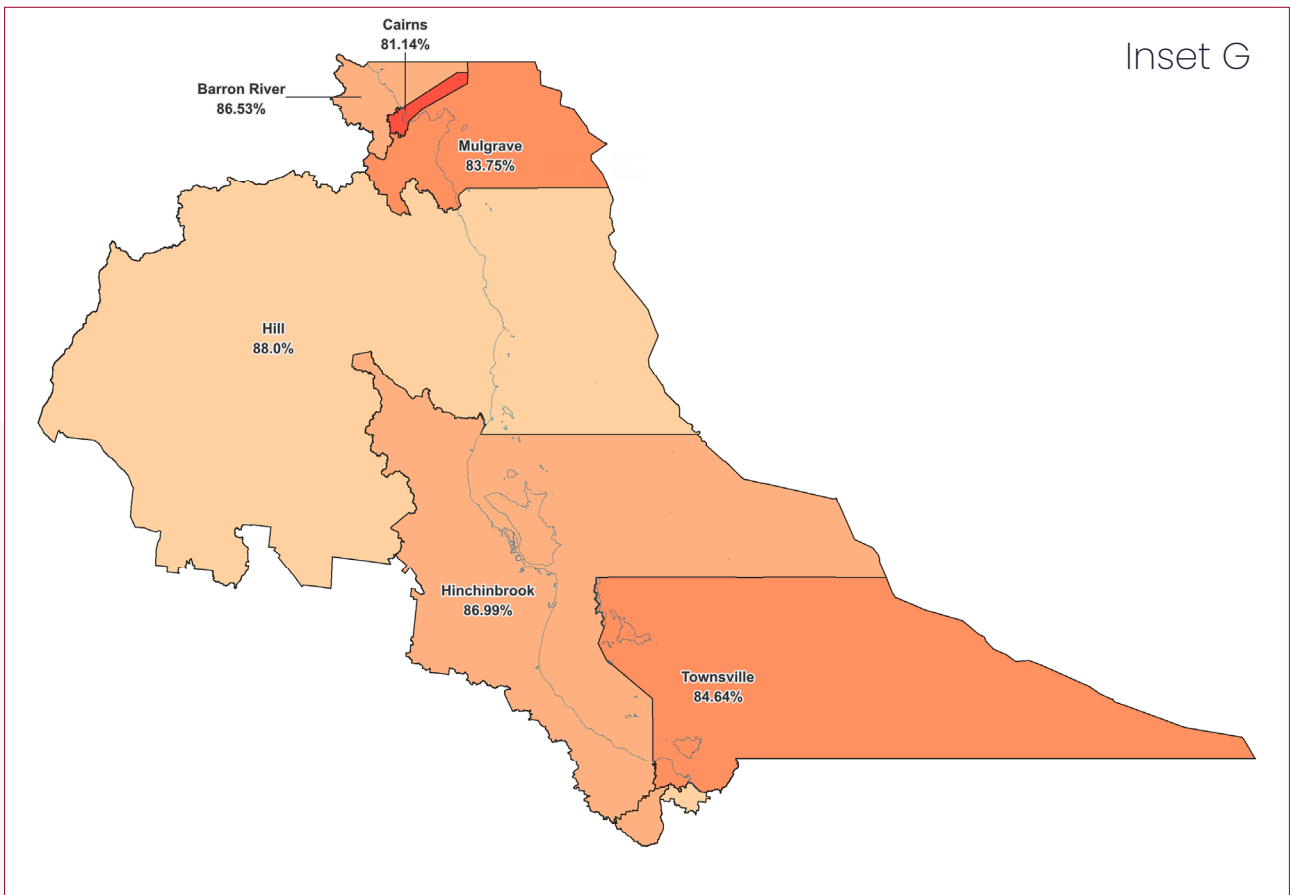 Inset G
Cairns
81.14%
Barron River
86.53%
Mulgrave
83.75%
Hill
88.0%
Hinchinbrook
86.99%
Townsville
84.64%